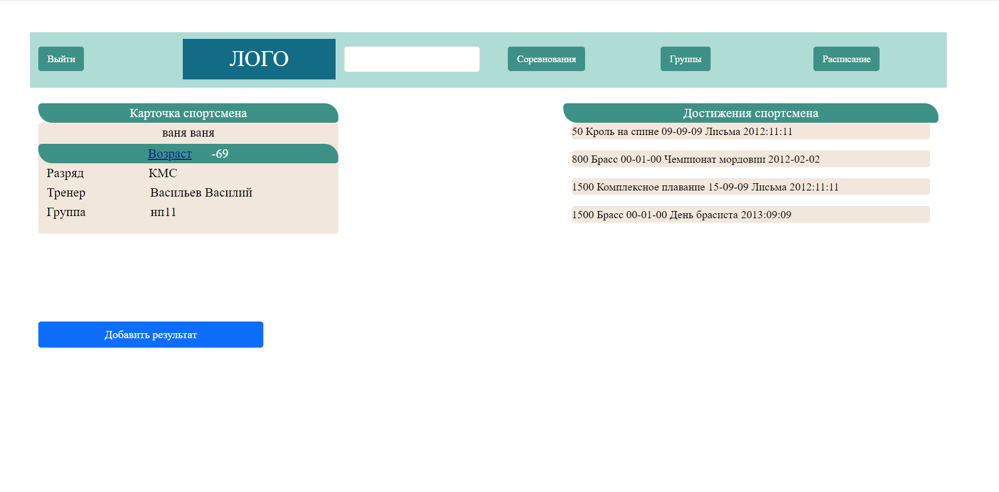 Выйти
ЛОГО
Соревнования
Группы
Расписание
Карточка спортсмена
ваня ваня
Возраст -69
Разряд КМС
Тренер Васильев Василий
Группа нп11
Достижения спортсмена
50 Кроль на спине 09-09-09 Лисьма 2012:11:11
800 Брасс 00-01-00 Чемпионат мордовии 2012-02-02
1500 Комплексное плавание 15-09-09 Лисьма 2012:11:11
1500 Брасс 00-01-00 День брасиста 2013:09:09
Добавить результат